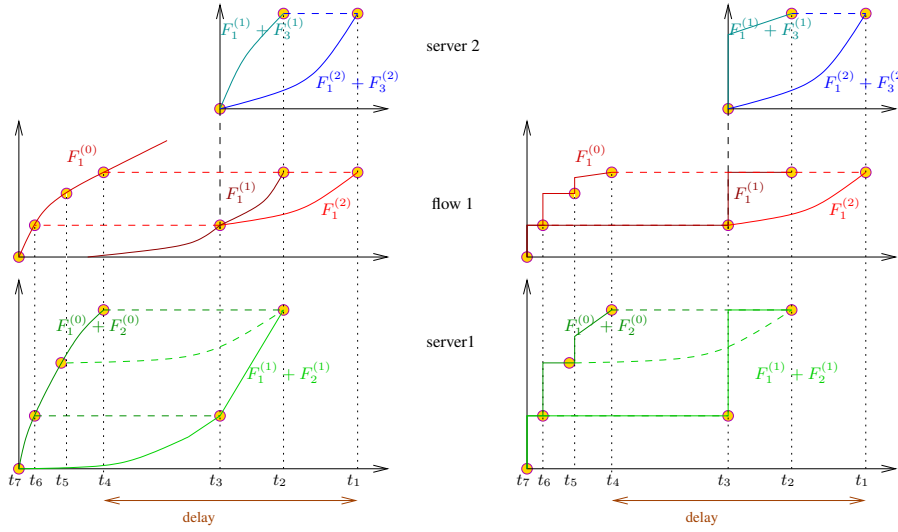 F_1^{(1)} + F_3^{(1)}
F_1^{(2)} + F_3^{(2)}
server 2
F_1^{(1)} + F_3^{(1)}
F_1^{(2)} + F_3^{(2)}
F_1^{(0)}
F_1^{(1)}
F_1^{(2)}
flow 1
F_1^{(0)}
F_1^{(1)}
F_1^{(2)}
F_1^{(0)} + F_2^{(0)}
F_1^{(1)} + F_2^{(1)}
server1
F_1^{(0)} + F_2^{(0)}
F_1^{(1)} + F_2^{(1)}
t_7 t_6 t_5 t_4 t_3 t_2 t_1
t_7 t_6 t_5 t_4 t_3 t_2 t_1
delay
delay